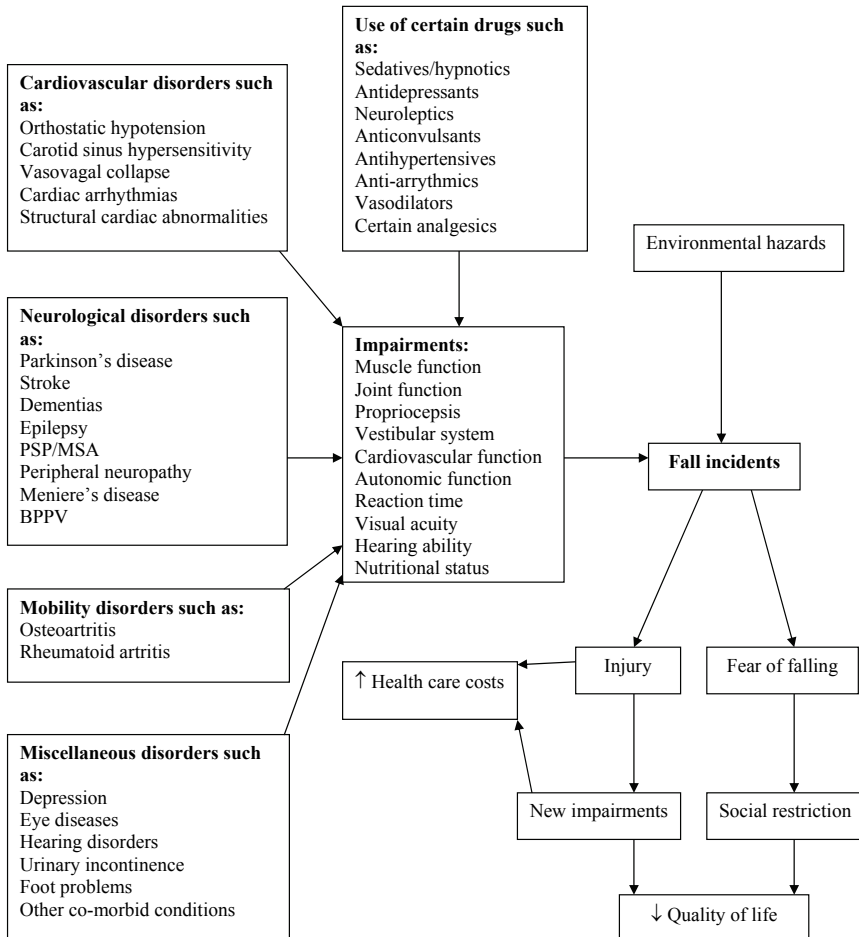 Use of certain drugs such
as:
Sedatives/hypnotics
Antidepressants
Neuroleptics
Anticonvulsants
Antihypertensives
Anti-arrythmics
Vasodilators
Certain analgesics
Cardiovascular disorders such
as:
Orthostatic hypotension
Carotid sinus hypersensitivity
Vasovagal collapse
Cardiac arrhythmias
Structural cardiac abnormalities
Environmental hazards
Neurological disorders such
as:
Parkinson’s disease
Stroke
Dementias
Epilepsy
PSP/MSA
Peripheral neuropathy
Meniere’s disease
BPPV
Impairments:
Muscle function
Joint function
Propriocepsis
Vestibular system
Cardiovascular function
Autonomic function
Reaction time
Visual acuity
Hearing ability
Nutritional status
Fall incidents
Mobility disorders such as:
Osteoartritis
Rheumatoid artritis
↑ Health care costs
Injury
Fear of falling
Miscellaneous disorders such
as:
Depression
Eye diseases
Hearing disorders
Urinary incontinence
Foot problems
Other co-morbid conditions
New impairments
Social restriction
↓ Quality of life